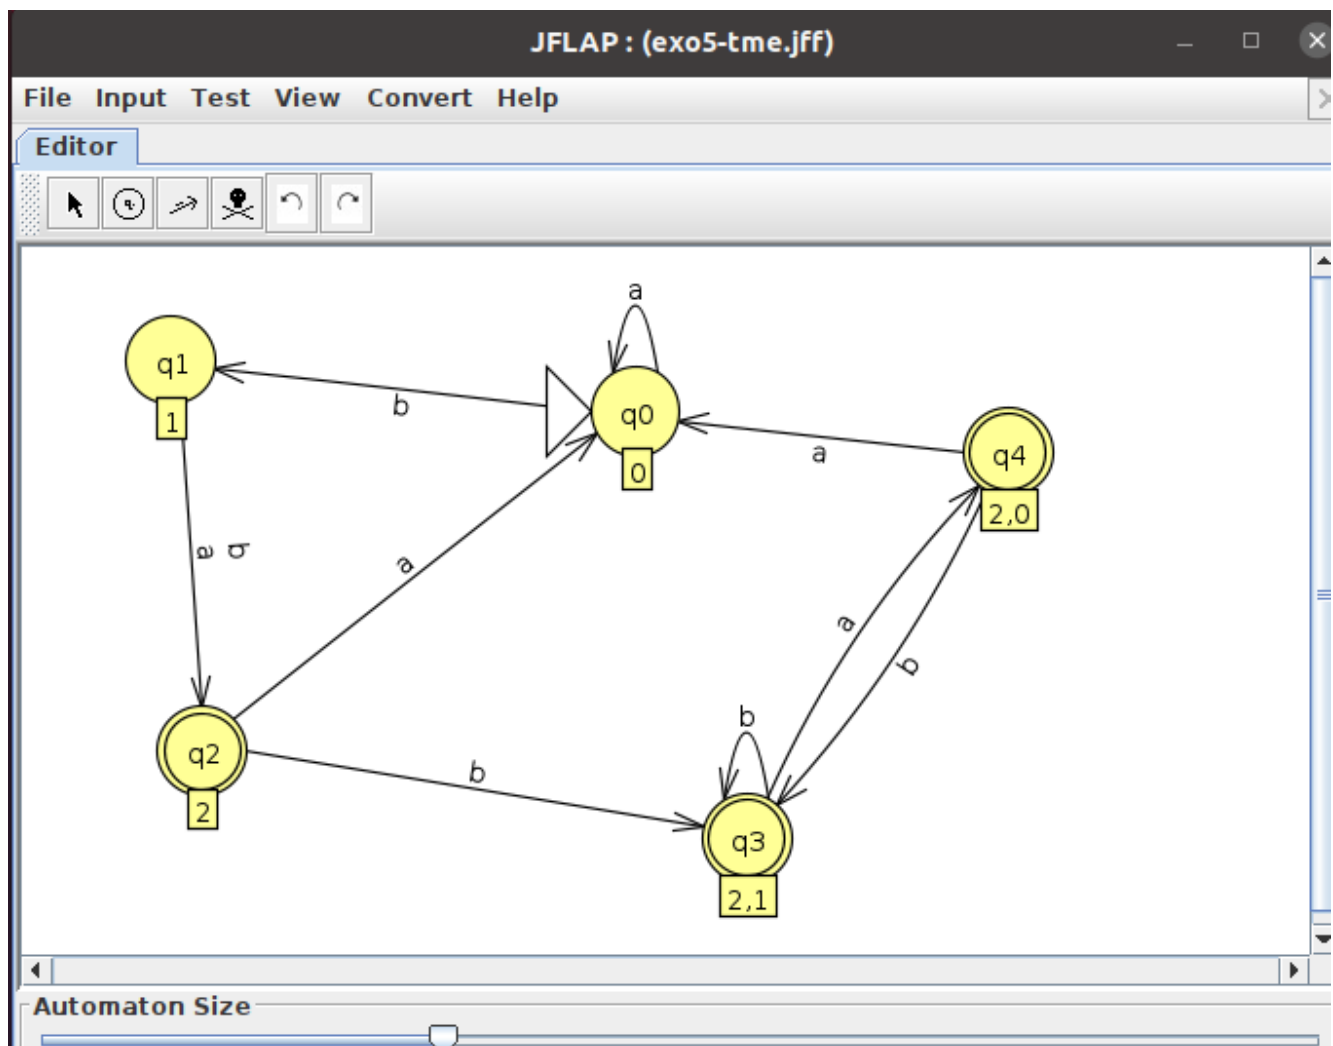 JFLAP : (exo5-tme.jff)
File Input Test View Convert Help
Editor
a
q1
1
b
q0
0
a
q4
2,0
a
b
a
a
b
b
b
q2
2
q3
2,1
Automaton Size